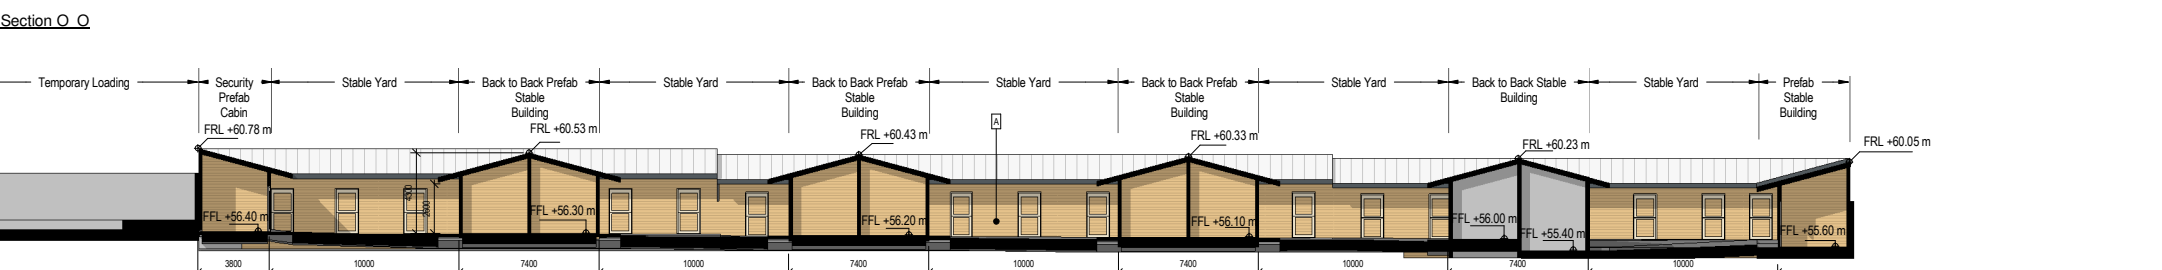 Section O_O
Temporary Loading
Security
Prefab
Cabin
Stable Yard
Back to Back Prefab
Stable
Building
Stable Yard
Back to Back Prefab
Stable
Building
Stable Yard
Back to Back Prefab
Stable
Building
Stable Yard
Back to Back Stable
Building
Stable Yard
Prefab
Stable
Building
FRL +60.78 m
FRL +60.53 m
FRL +60.43 m
A
FRL +60.33 m
FRL +60.23 m
FRL +60.05 m
4300
2800
FFL +56.40 m
FFL +56.30 m
FFL +56.20 m
FFL +56.10 m
FFL +56.00 m
FFL +55.40 m
FFL +55.60 m
3800
10000
7400
10000
7400
10000
7400
10000
7400
10000